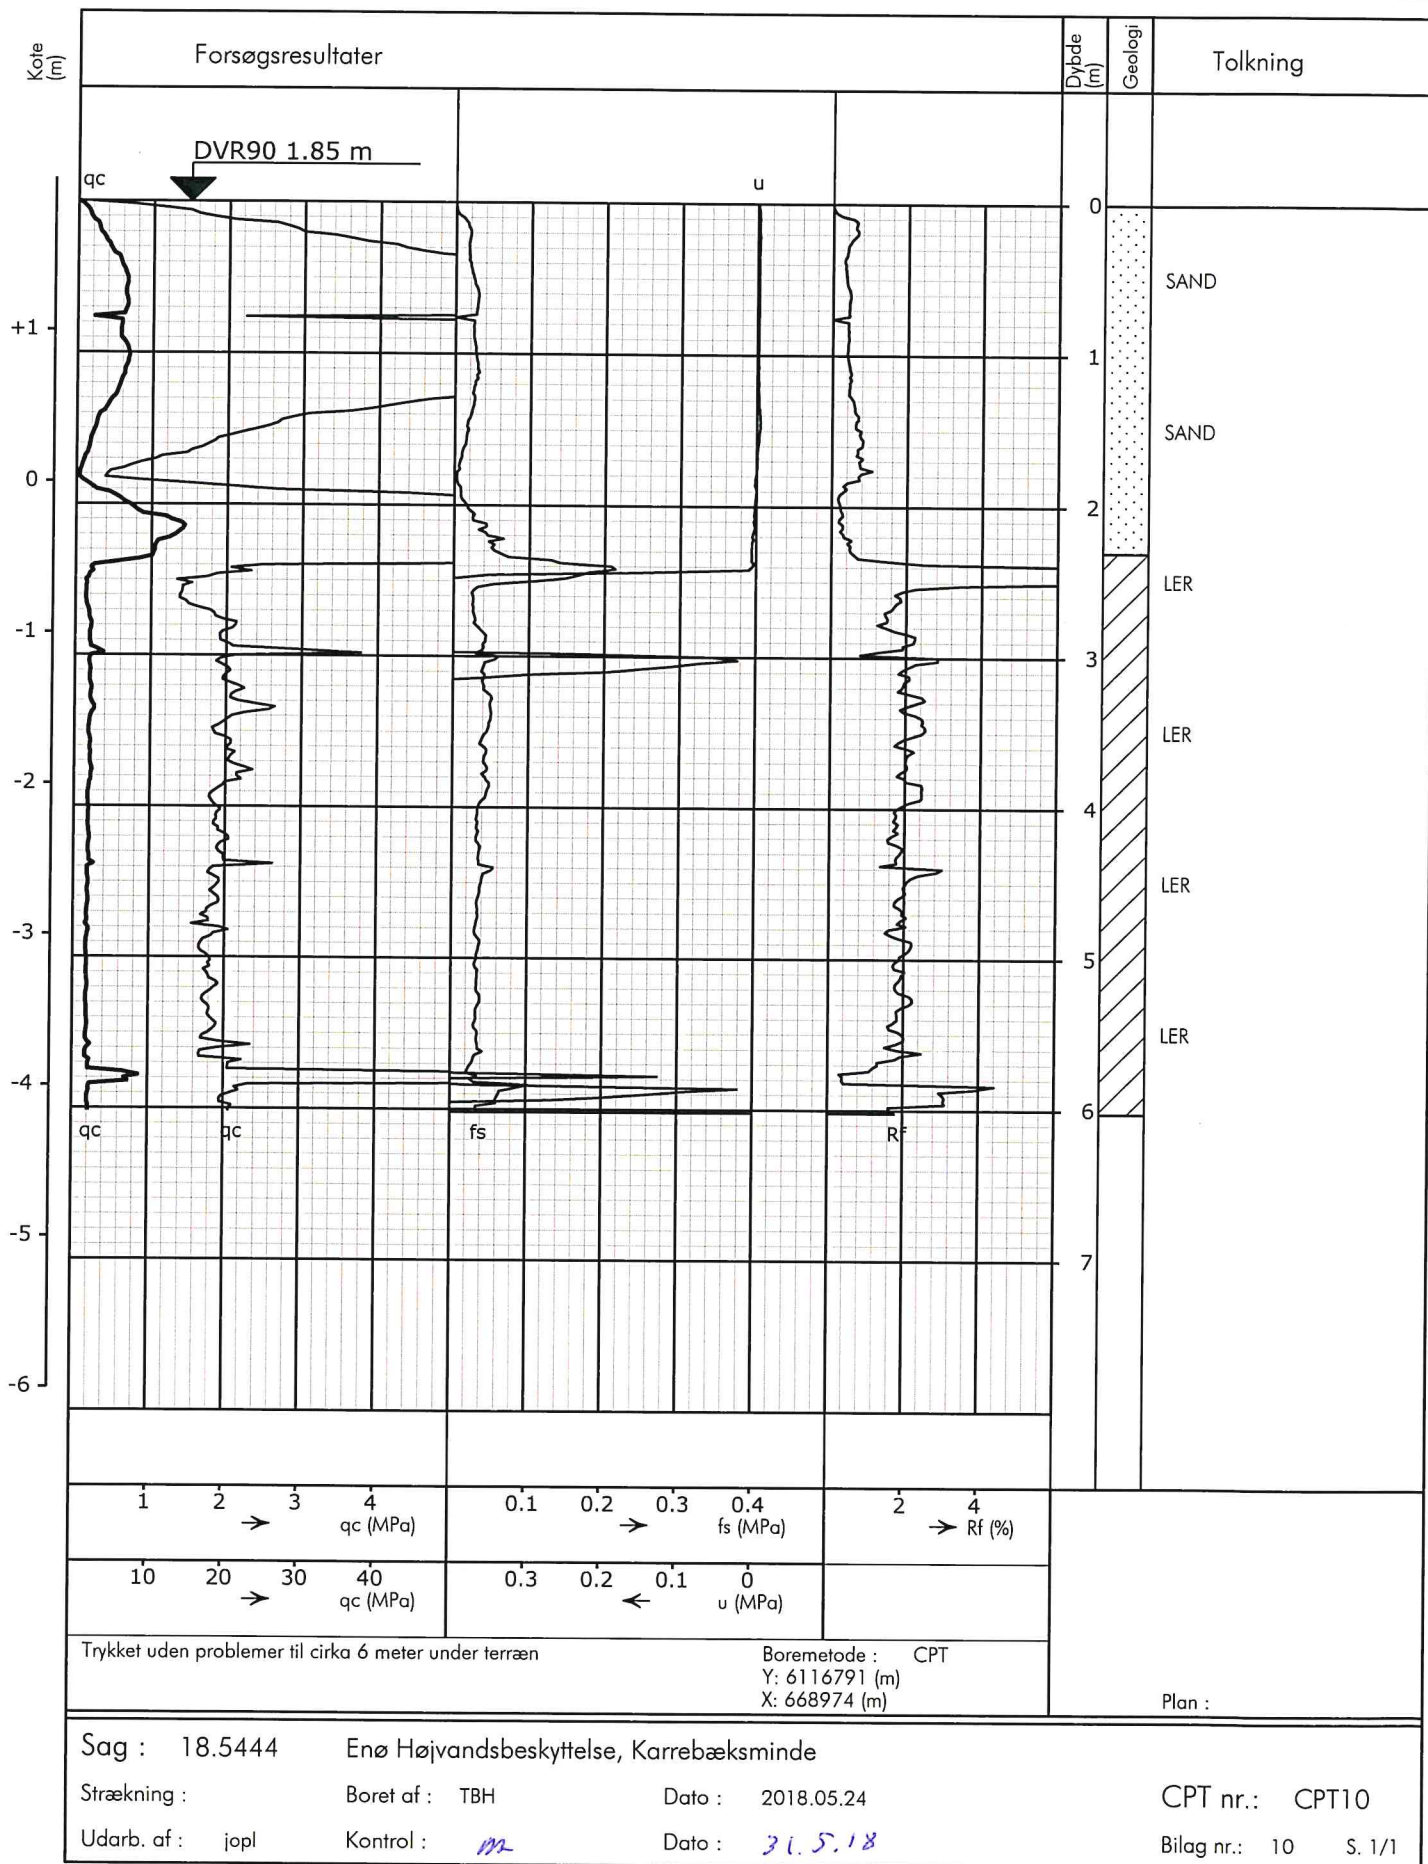 Kote (m)
Forsøgsresultater
Dybde (m)
Geologi
Tolkning
DVR90 1.85 m
qc
u
0
SAND
+1
1
SAND
0
2
LER
-1
3
LER
-2
4
LER
-3
5
LER
-4
6
qc
qc
fs
Rf
-5
7
-6
1 2 3 4
qc (MPa)
0.1 0.2 0.3 0.4
fs (MPa)
2 4
Rf (%)
10 20 30 40
qc (MPa)
0.3 0.2 0.1 0
u (MPa)
Trykket uden problemer til cirka 6 meter under terræn
Boremetode : CPT
Y: 6116791 (m)
X: 668974 (m)
Plan :
Sag : 18.5444 Enø Højvandsbeskyttelse, Karrebæksminde
Strækning : Boret af : TBH Dato : 2018.05.24 CPT nr.: CPT10
Udarb. af : jopl Kontrol : Dato : 31.5.18 Bilag nr.: 10 S. 1/1